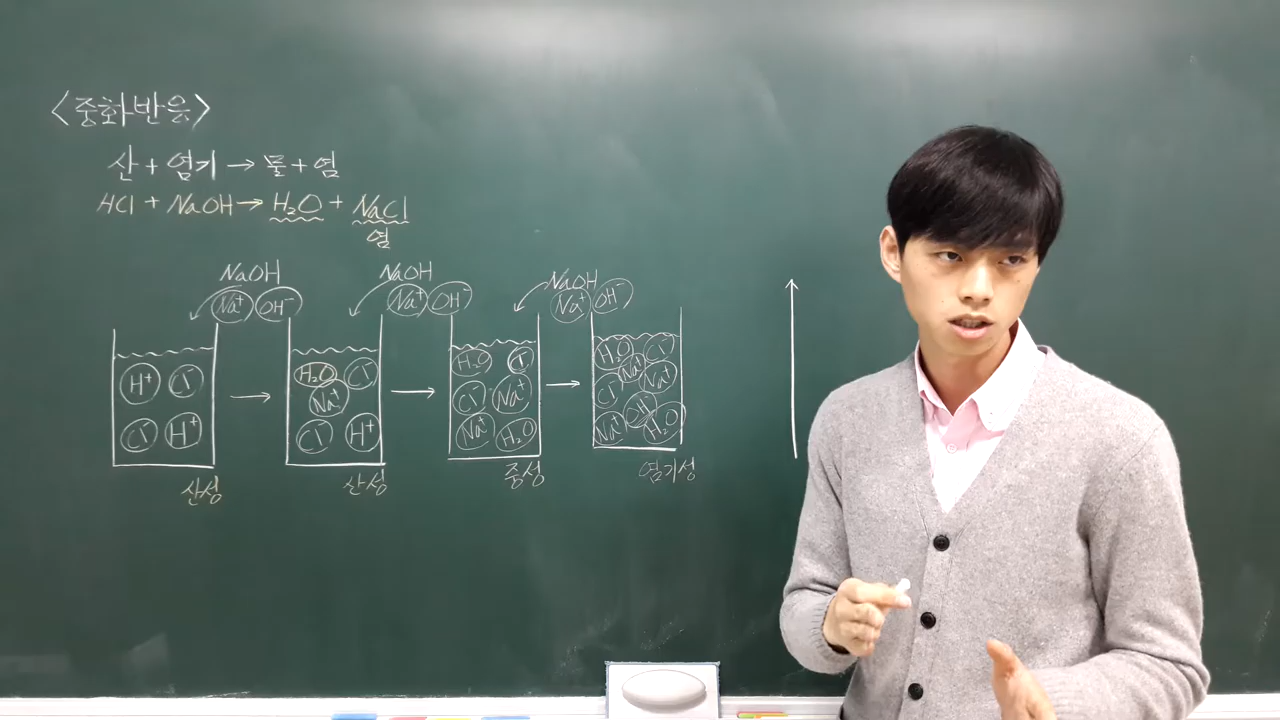 <중화반응>
산 + 염기 → 물 + 염
HCl + NaOH → H₂O + NaCl
염
NaOH NaOH NaOH
Na⁺ OH⁻ Na⁺ OH⁻ Na⁺ OH⁻
H⁺ Cl⁻
Cl⁻ H⁺
산성
H₂O Cl⁻
Na⁺
Cl⁻ H⁺
산성
H₂O Cl⁻
Cl⁻ Na⁺
Na⁺ H₂O
중성
H₂O Cl⁻
Na⁺
Cl⁻ Na⁺
OH⁻
Na⁺ H₂O
염기성